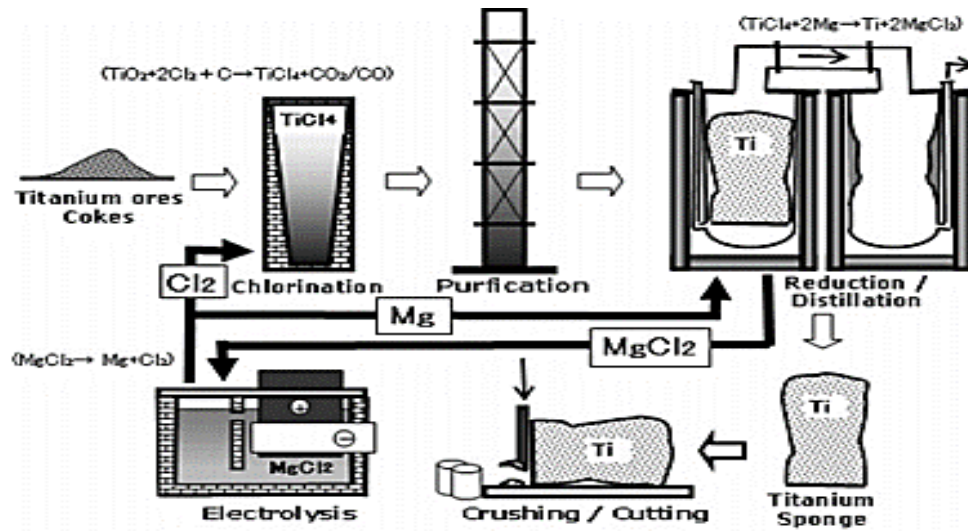 (TiCl4+2Mg→Ti+2MgCl2)
(TiO2+2Cl2+C→TiCl4+CO2/CO)
TiCl4
Ti
Titanium ores
Cokes
Cl2
Chlorination
Purfication
Reduction /
Distillation
Mg
MgCl2
(MgCl2→ Mg+Cl2)
+
−
MgCl2
Ti
Ti
Electrolysis
Crushing / Cutting
Titanium
Sponge